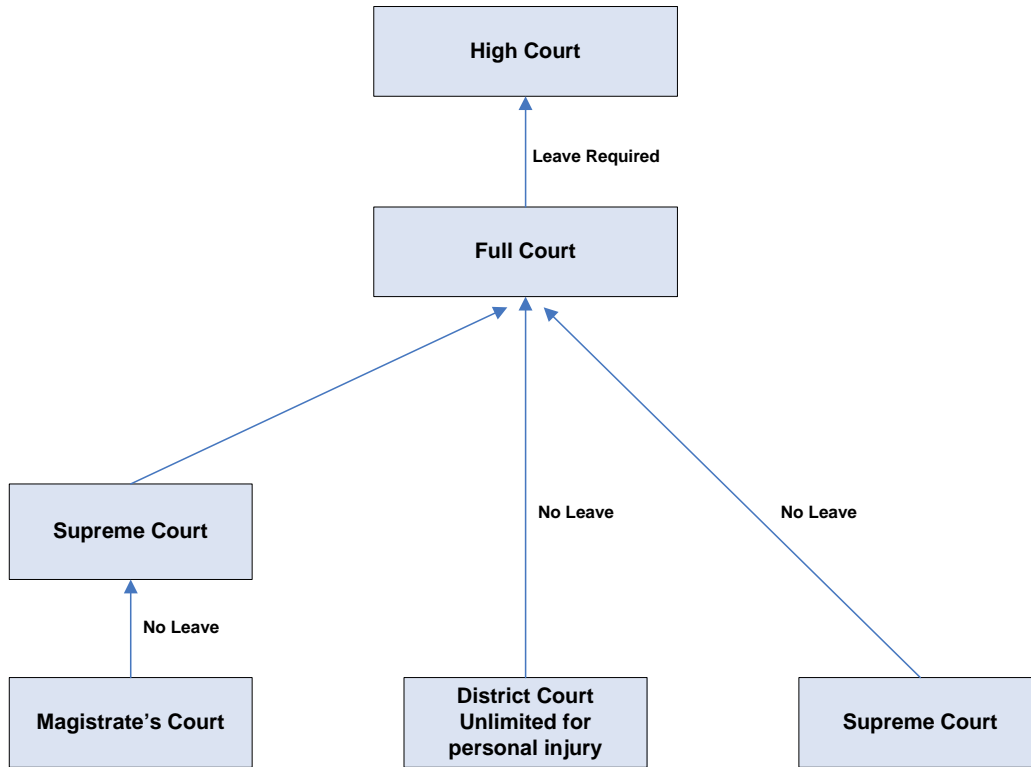 High Court
Leave Required
Full Court
No Leave
No Leave
Supreme Court
No Leave
Magistrate’s Court
District Court
Unlimited for
personal injury
Supreme Court